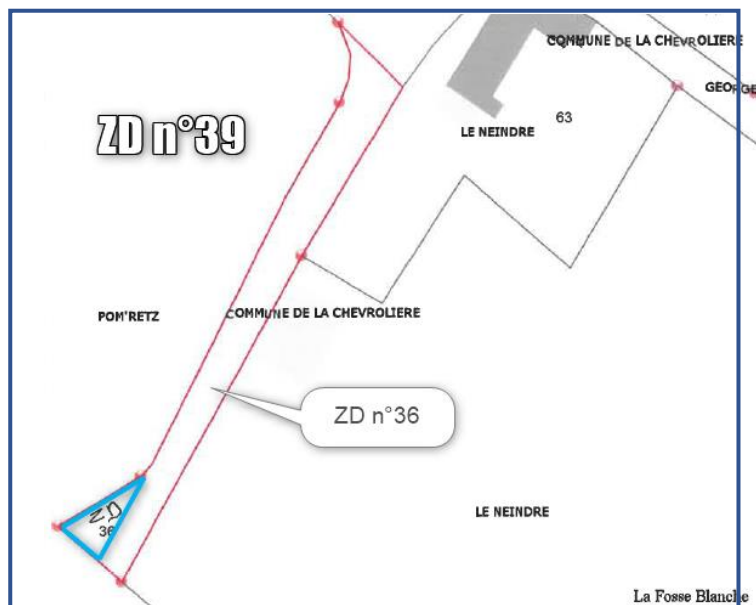 COMMUNE DE LA CHEVROLIERE
GEORGE
ZD n°39
LE NEINDRE
63
POM'RETZ
COMMUNE DE LA CHEVROLIERE
ZD n°36
ZD
36
LE NEINDRE
La Fosse Blanche